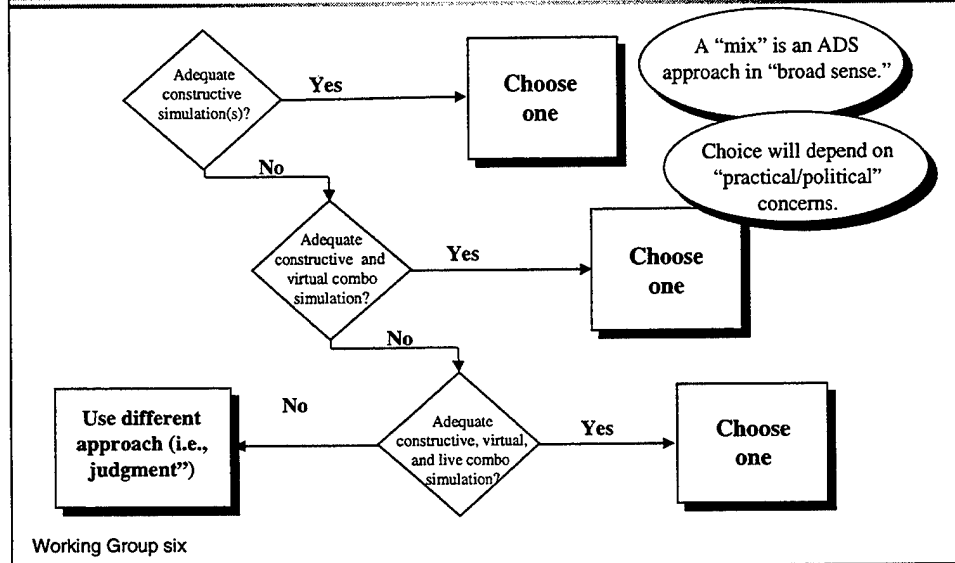 Adequate
constructive
simulation(s)?
Yes
Choose
one
A “mix” is an ADS
approach in “broad sense.”
Choice will depend on
“practical/political”
concerns.
No
Adequate
constructive and
virtual combo
simulation?
Yes
Choose
one
No
Adequate
constructive, virtual,
and live combo
simulation?
Yes
Choose
one
No
Use different
approach (i.e.,
judgment”)
Working Group six